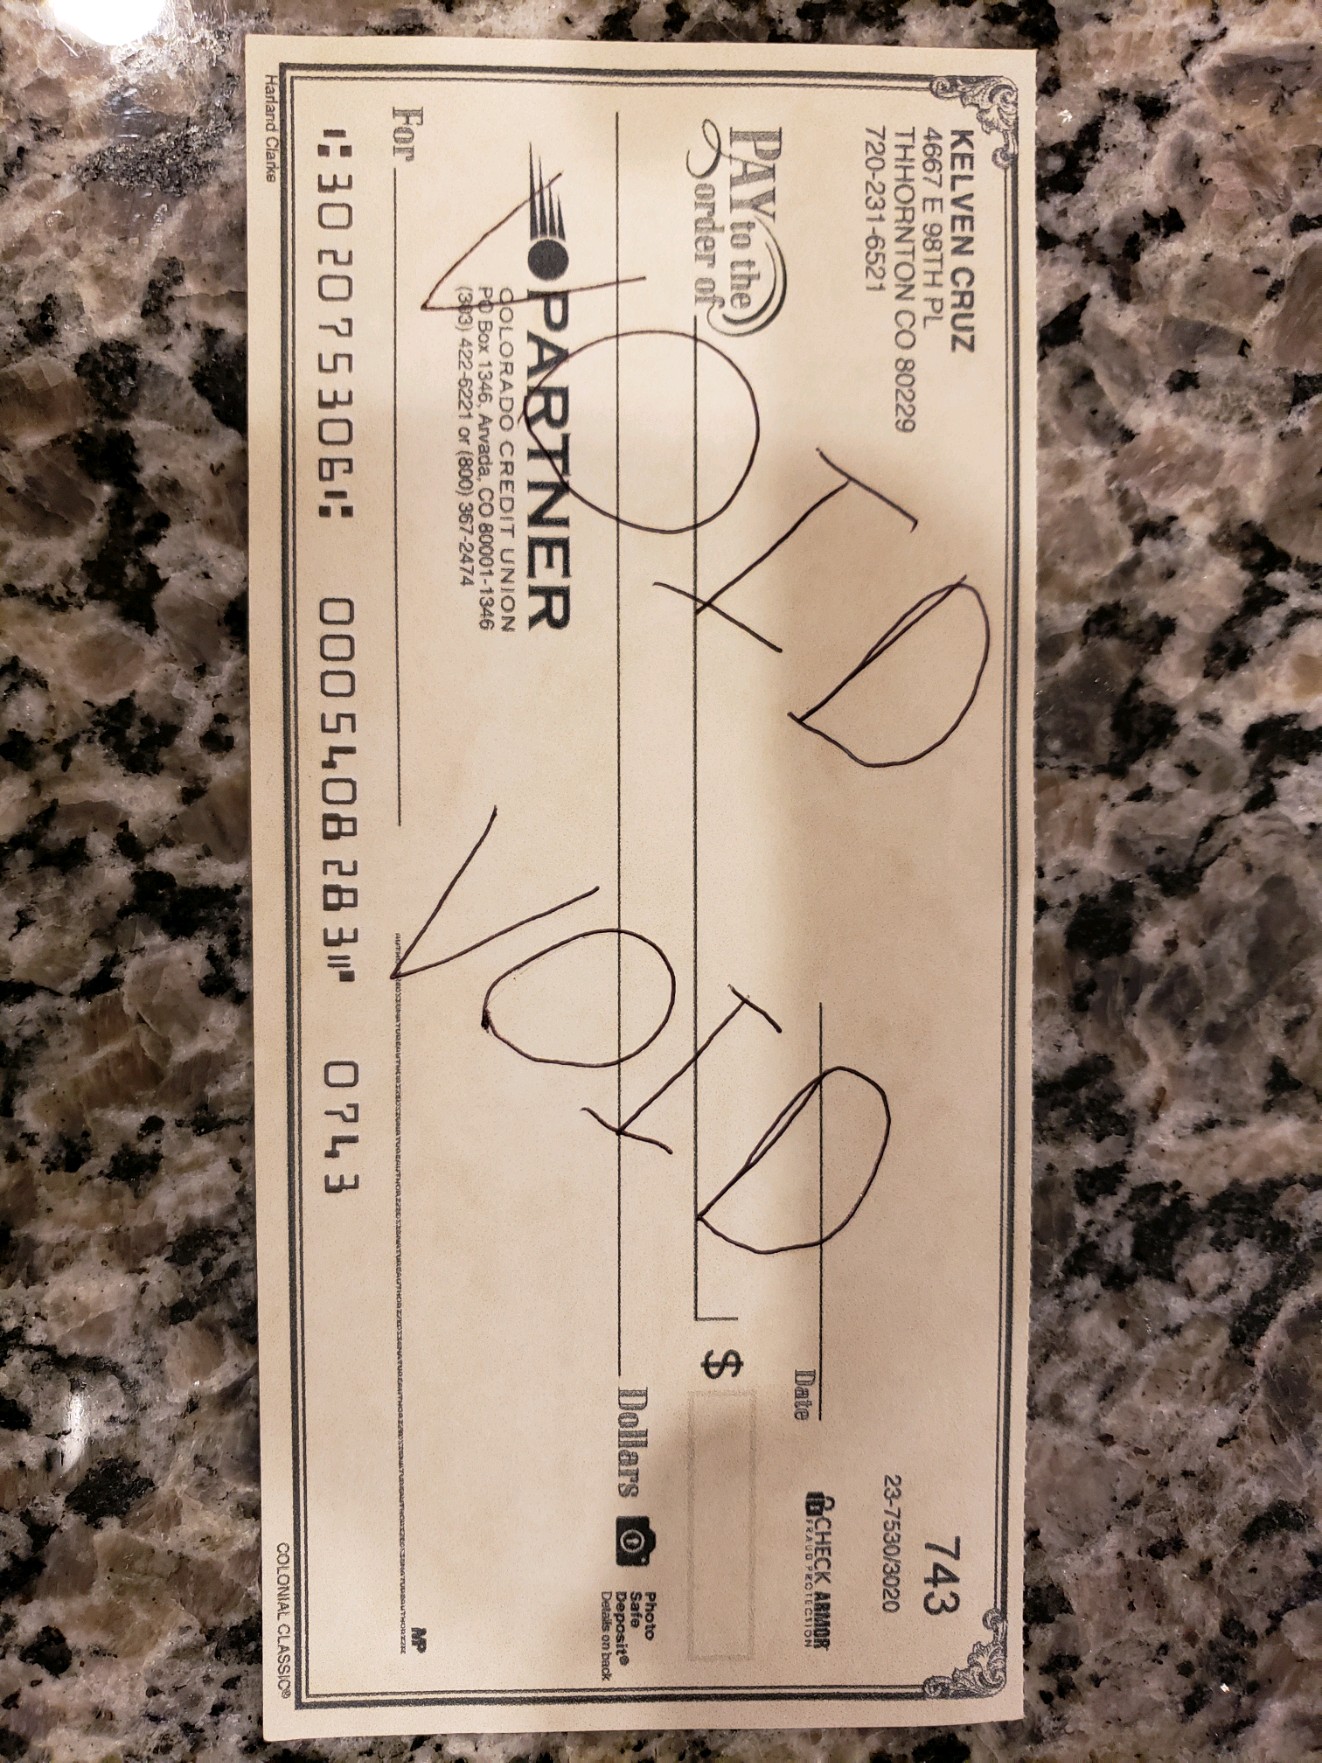 KELVEN CRUZ
4667 E 98TH PL
THHORNTON CO 80229
720-231-6521
743
23-7530/3020
CHECK ARMOR
FRAUD PROTECTION
Date
PAY to the
order of
$
Dollars
Photo
Safe
Deposit®
Details on back
VOID
VOID
PARTNER
COLORADO CREDIT UNION
PO Box 1346, Arvada, CO 80001-1346
(303) 422-6221 or (800) 367-2474
For
MP
⑆302075306⑆ 000540828 3⑈ 0743
Harland Clarke
COLONIAL CLASSIC®